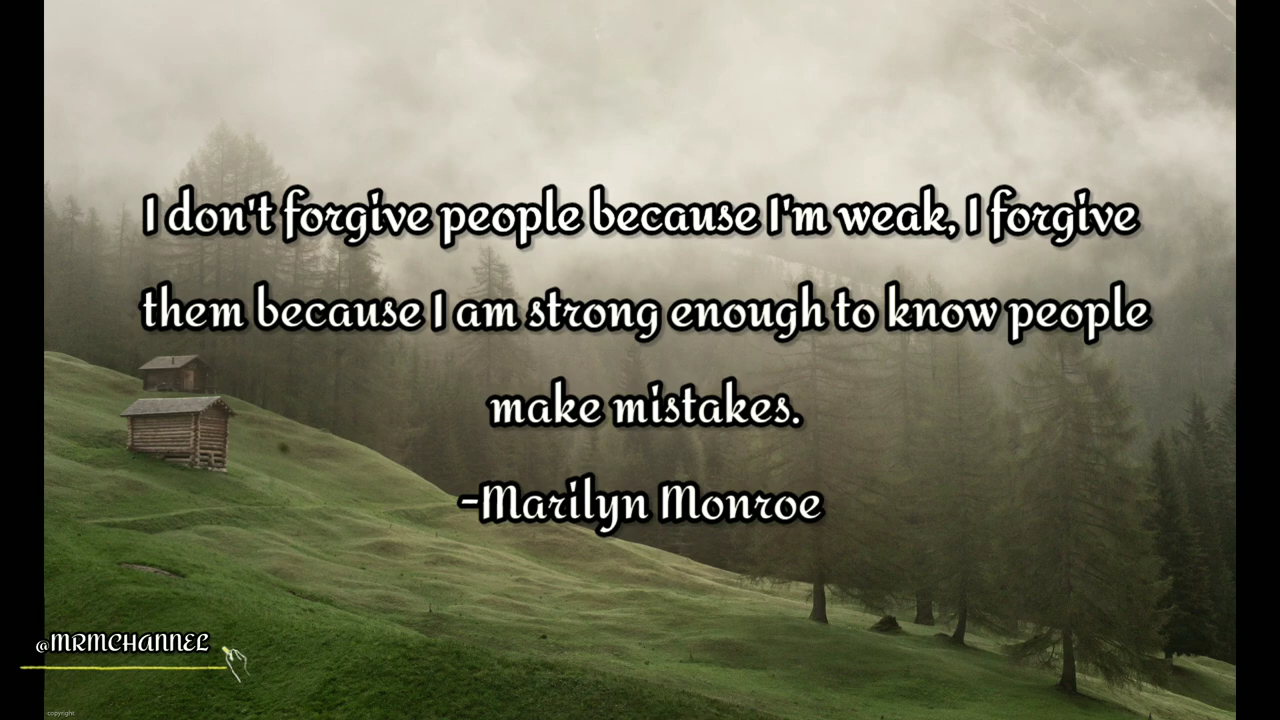 I don't forgive people because I'm weak, I forgive
them because I am strong enough to know people
make mistakes.
-Marilyn Monroe
@MRMCHANNEL
copyright